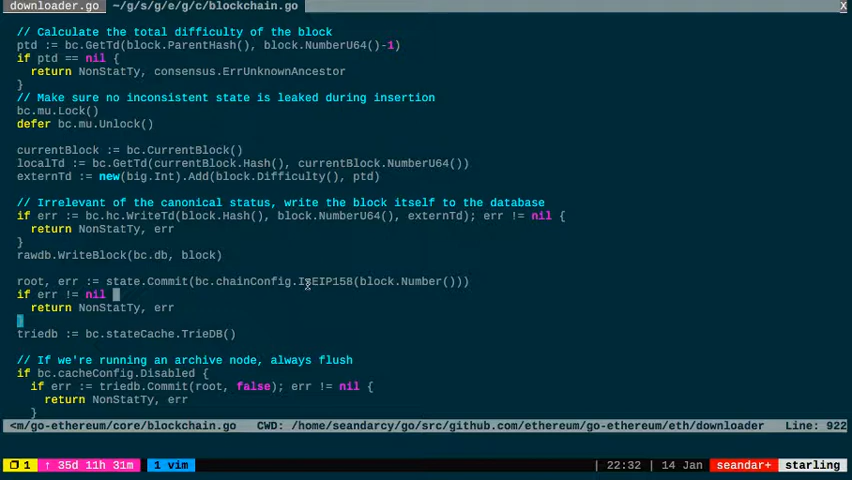 downloader.go  ~/g/s/g/e/g/c/blockchain.go  X
// Calculate the total difficulty of the block
ptd := bc.GetTd(block.ParentHash(), block.NumberU64()-1)
if ptd == nil {
  return NonStatTy, consensus.ErrUnknownAncestor
}
// Make sure no inconsistent state is leaked during insertion
bc.mu.Lock()
defer bc.mu.Unlock()

currentBlock := bc.CurrentBlock()
localTd := bc.GetTd(currentBlock.Hash(), currentBlock.NumberU64())
externTd := new(big.Int).Add(block.Difficulty(), ptd)

// Irrelevant of the canonical status, write the block itself to the database
if err := bc.hc.WriteTd(block.Hash(), block.NumberU64(), externTd); err != nil {
  return NonStatTy, err
}
rawdb.WriteBlock(bc.db, block)

root, err := state.Commit(bc.chainConfig.IsEIP158(block.Number()))
if err != nil {
  return NonStatTy, err
}
triedb := bc.stateCache.TrieDB()

// If we're running an archive node, always flush
if bc.cacheConfig.Disabled {
  if err := triedb.Commit(root, false); err != nil {
    return NonStatTy, err
  }
<m/go-ethereum/core/blockchain.go  CWD: /home/seandarcy/go/src/github.com/ethereum/go-ethereum/eth/downloader  Line: 922
1  ↑ 35d 11h 31m  1 vim  | 22:32 | 14 Jan  seandar+  starling